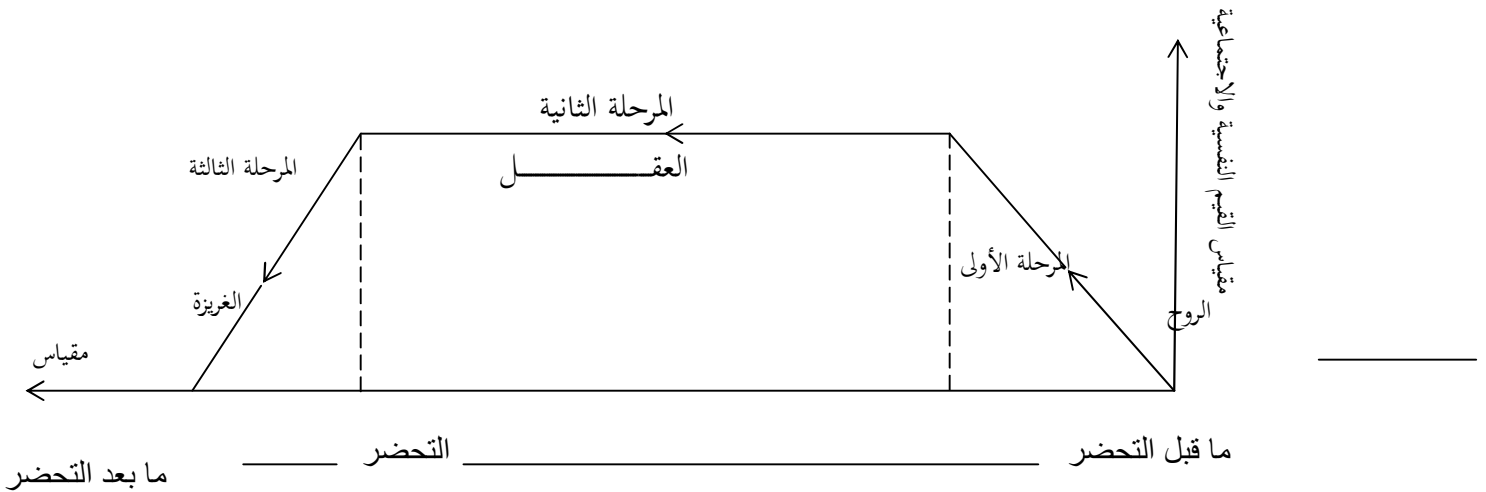 مقياس القيم النفسية والاجتماعية
المرحلة الثانية
العقــــــــــــل
المرحلة الثالثة
المرحلة الأولى
الروح
الغريزة
مقياس
ما قبل التحضر
التحضر
ما بعد التحضر